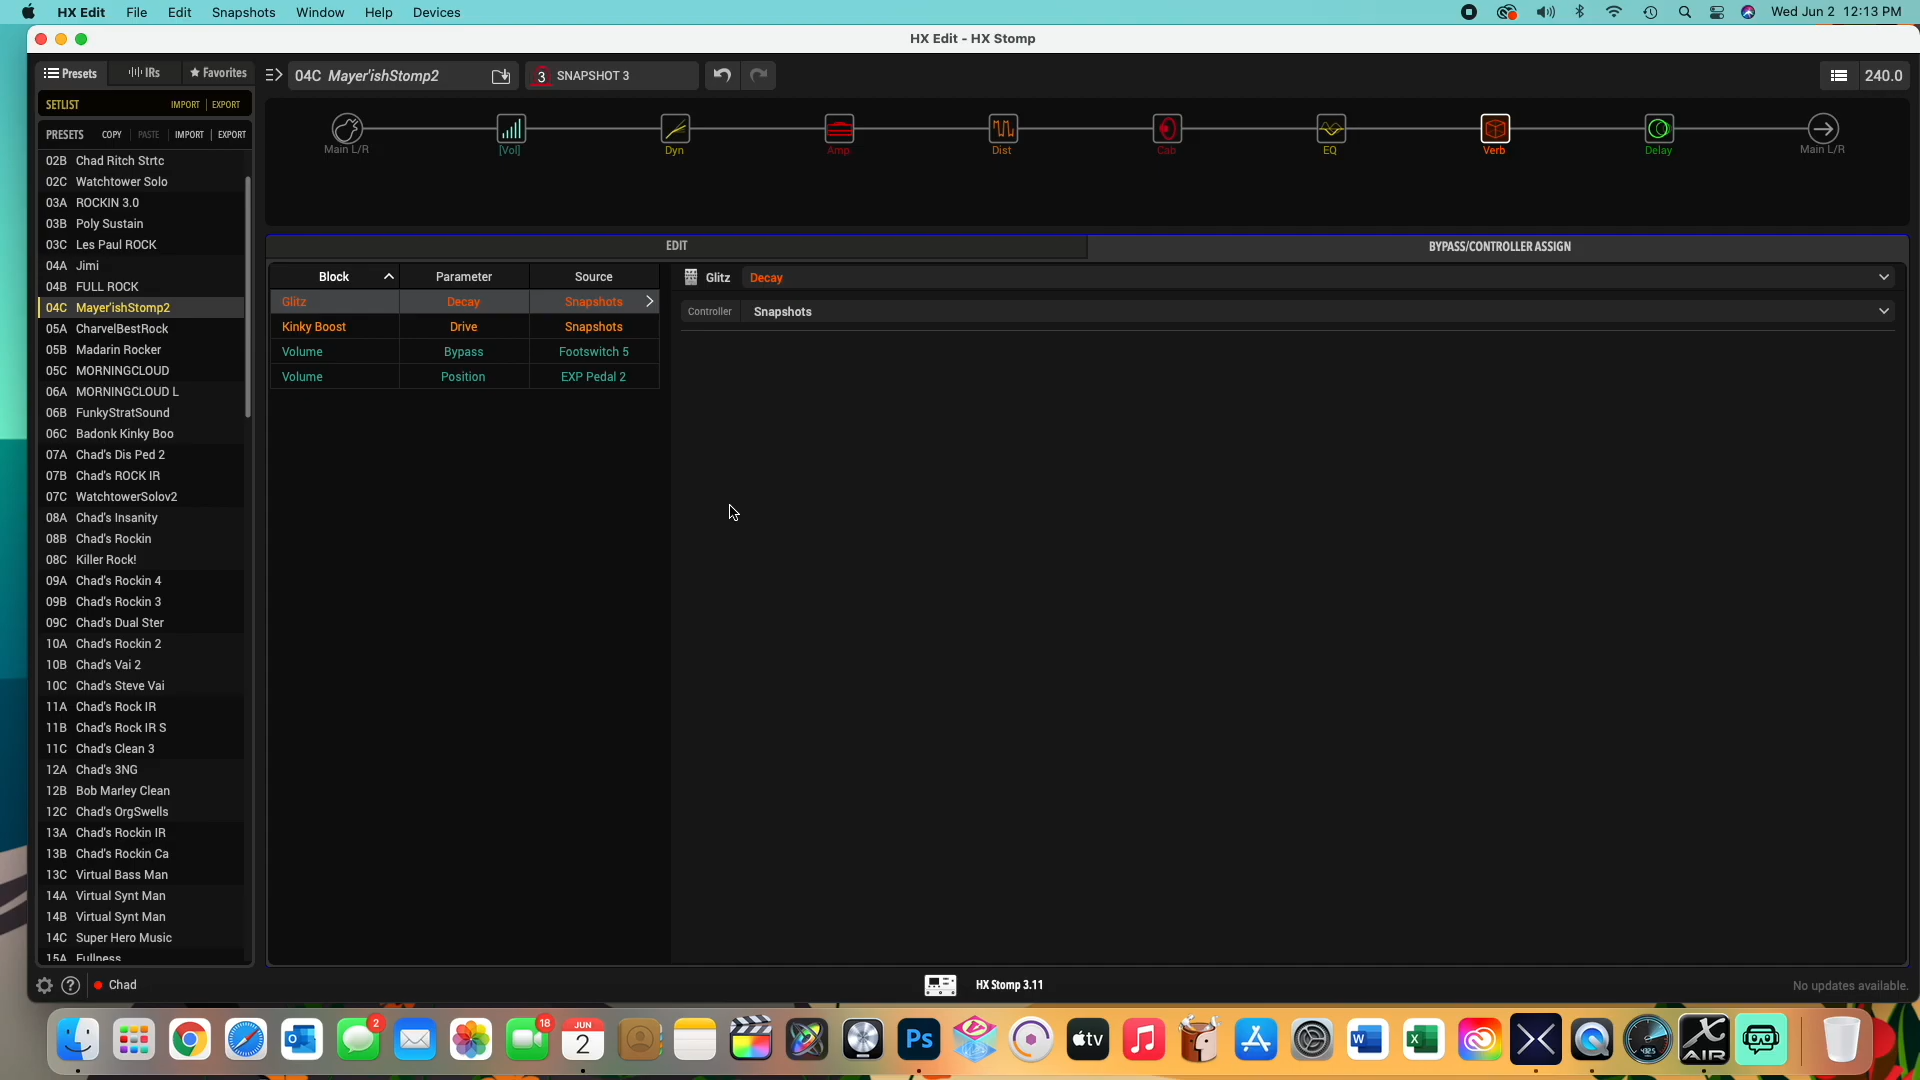 HX Edit File Edit Snapshots Window Help Devices Wed Jun 2 12:13 PM
HX Edit - HX Stomp
Presets IRs Favorites 04C Mayer'ishStomp2 3 SNAPSHOT 3 240.0
SETLIST IMPORT EXPORT
PRESETS COPY PASTE IMPORT EXPORT
Main L/R [Vol] Dyn Amp Dist Cab EQ Verb Delay Main L/R
EDIT BYPASS/CONTROLLER ASSIGN
Block Parameter Source
Glitz Decay Snapshots
Kinky Boost Drive Snapshots
Volume Bypass Footswitch 5
Volume Position EXP Pedal 2
Glitz Decay
Controller Snapshots
02B Chad Ritch Strtc
02C Watchtower Solo
03A ROCKIN 3.0
03B Poly Sustain
03C Les Paul ROCK
04A Jimi
04B FULL ROCK
04C Mayer'ishStomp2
05A CharvelBestRock
05B Madarin Rocker
05C MORNINGCLOUD
06A MORNINGCLOUD L
06B FunkyStratSound
06C Badonk Kinky Boo
07A Chad's Dis Ped 2
07B Chad's ROCK IR
07C WatchtowerSolov2
08A Chad's Insanity
08B Chad's Rockin
08C Killer Rock!
09A Chad's Rockin 4
09B Chad's Rockin 3
09C Chad's Dual Ster
10A Chad's Rockin 2
10B Chad's Vai 2
10C Chad's Steve Vai
11A Chad's Rock IR
11B Chad's Rock IR S
11C Chad's Clean 3
12A Chad's 3NG
12B Bob Marley Clean
12C Chad's OrgSwells
13A Chad's Rockin IR
13B Chad's Rockin Ca
13C Virtual Bass Man
14A Virtual Synt Man
14B Virtual Synt Man
14C Super Hero Music
15A Fullness
Chad HX Stomp 3.11 No updates available.
2 18 JUN 2 Ps tv W X 432.5 X AIR